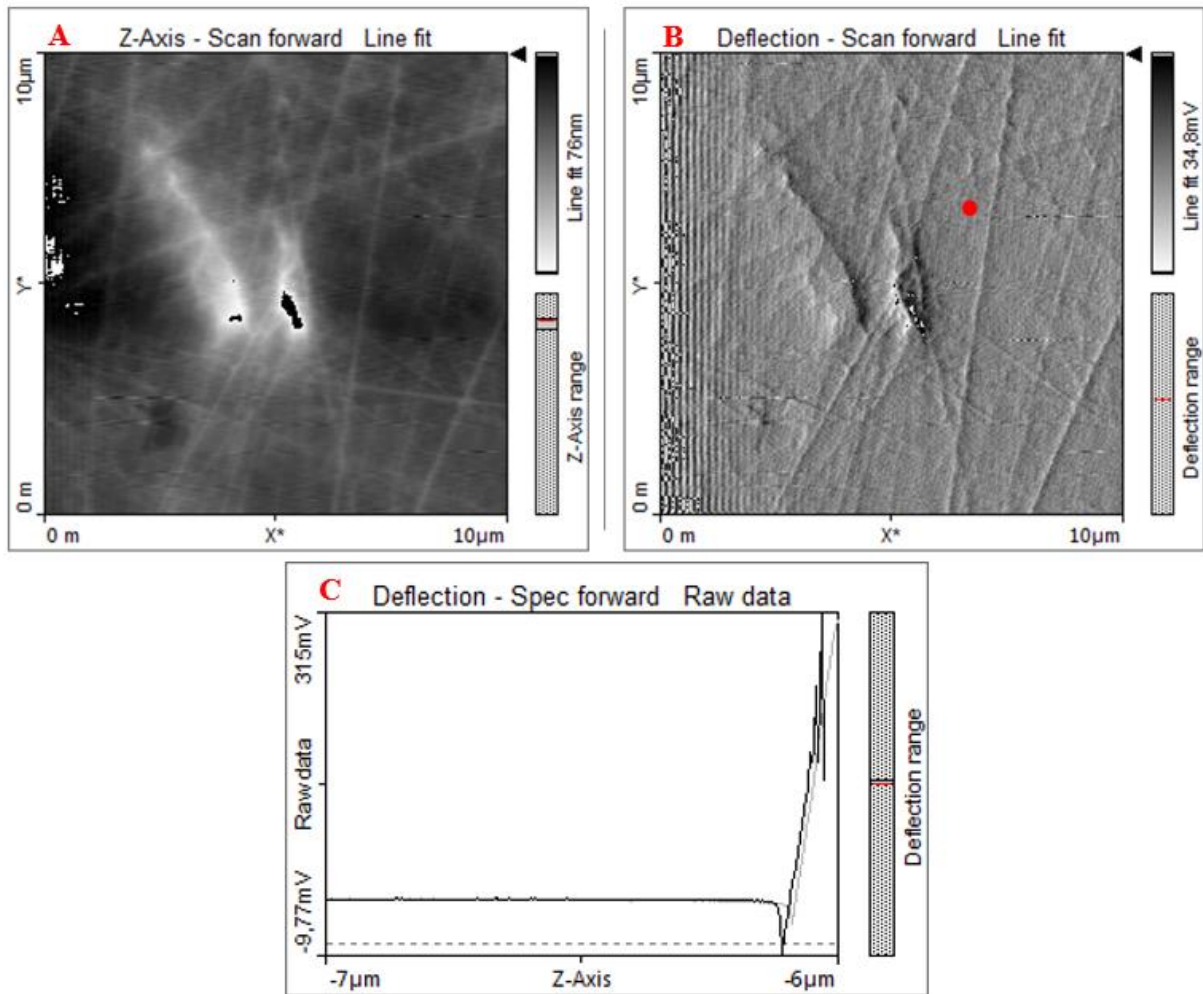 A
Z-Axis - Scan forward Line fit
10µm
Y*
0 m
0 m
X*
10µm
Line fit 76nm
Z-Axis range
B
Deflection - Scan forward Line fit
10µm
Y*
0 m
0 m
X*
10µm
Line fit 34,8mV
Deflection range
C
Deflection - Spec forward Raw data
315mV
Raw data
-9,77mV
-7µm
Z-Axis
-6µm
Deflection range